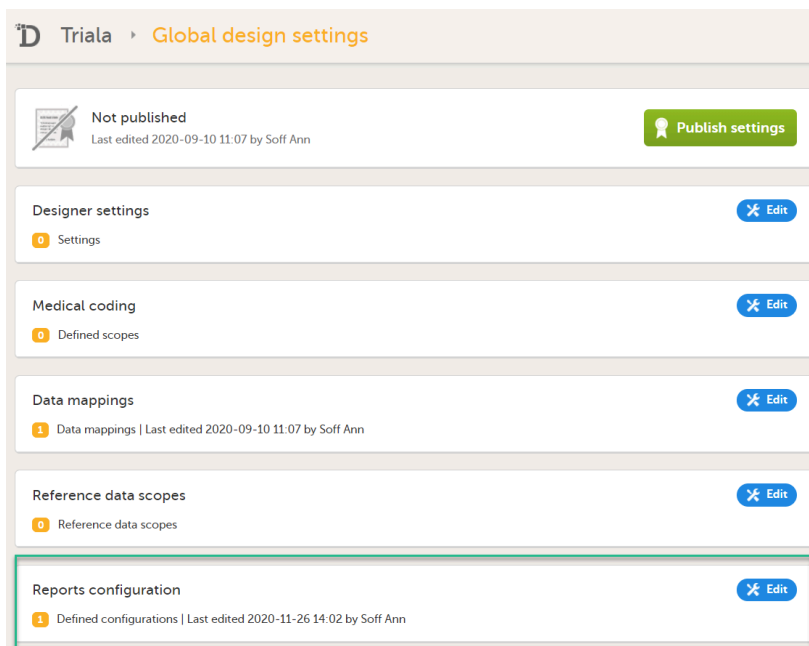 D Triala › Global design settings
Not published
Last edited 2020-09-10 11:07 by Soff Ann
Publish settings
Designer settings
Edit
0 Settings
Medical coding
Edit
0 Defined scopes
Data mappings
Edit
1 Data mappings | Last edited 2020-09-10 11:07 by Soff Ann
Reference data scopes
Edit
0 Reference data scopes
Reports configuration
Edit
1 Defined configurations | Last edited 2020-11-26 14:02 by Soff Ann